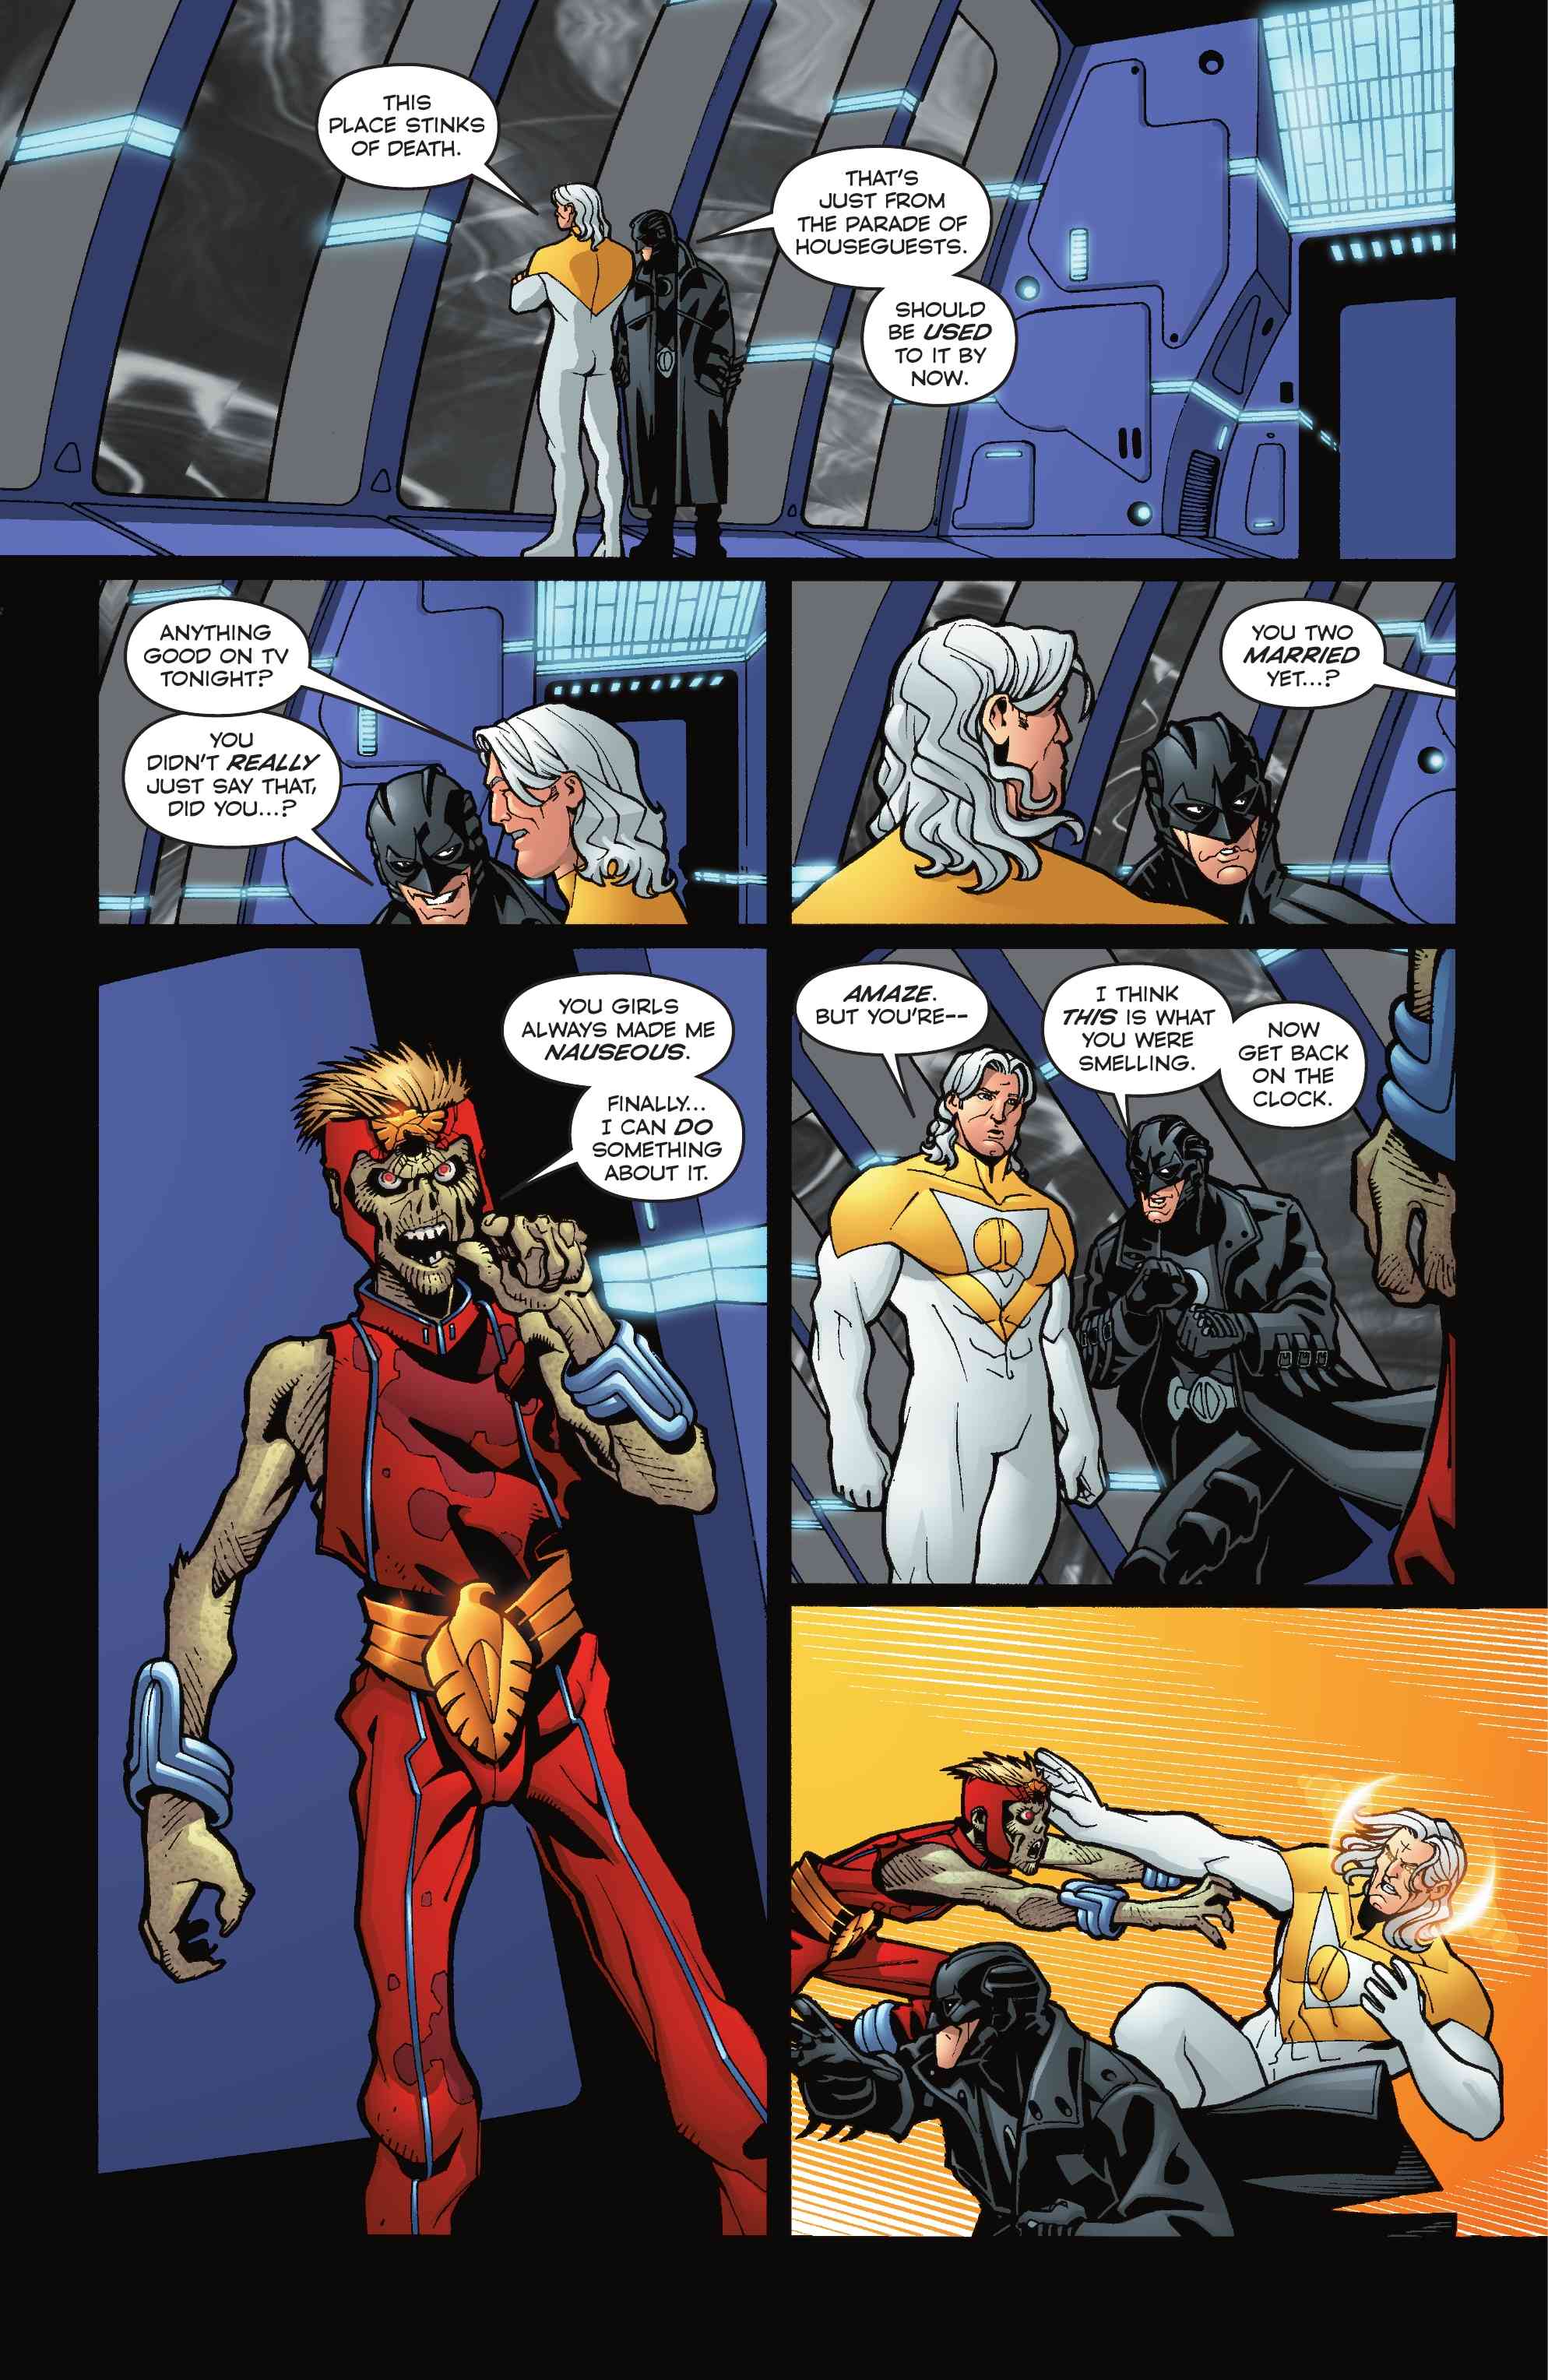 THIS
PLACE STINKS
OF DEATH.
THAT'S
JUST FROM
THE PARADE OF
HOUSEGUESTS.
SHOULD
BE USED
TO IT BY
NOW.
ANYTHING
GOOD ON TV
TONIGHT?
YOU
DIDN'T REALLY
JUST SAY THAT,
DID YOU...?
YOU TWO
MARRIED
YET...?
YOU GIRLS
ALWAYS MADE ME
NAUSEOUS.
FINALLY...
I CAN DO
SOMETHING
ABOUT IT.
AMAZE.
BUT YOU'RE--
I THINK
THIS IS WHAT
YOU WERE
SMELLING.
NOW
GET BACK
ON THE
CLOCK.